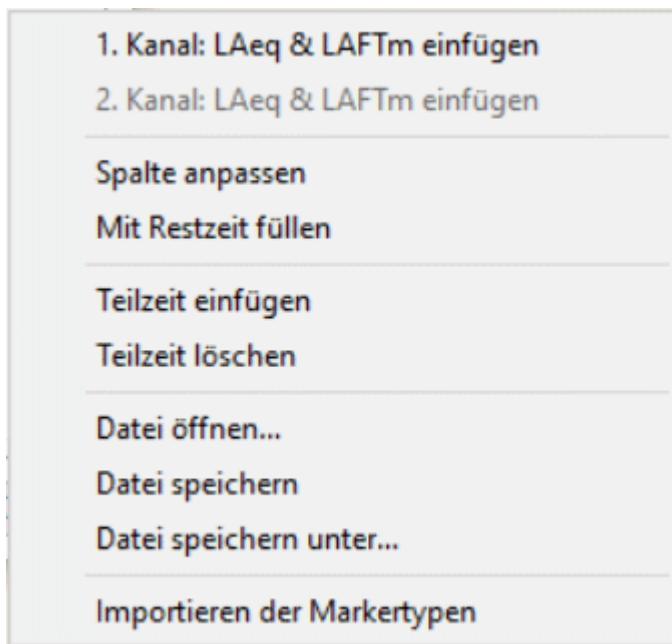 1. Kanal: LAeq & LAFTm einfügen
2. Kanal: LAeq & LAFTm einfügen
Spalte anpassen
Mit Restzeit füllen
Teilzeit einfügen
Teilzeit löschen
Datei öffnen...
Datei speichern
Datei speichern unter...
Importieren der Markertypen